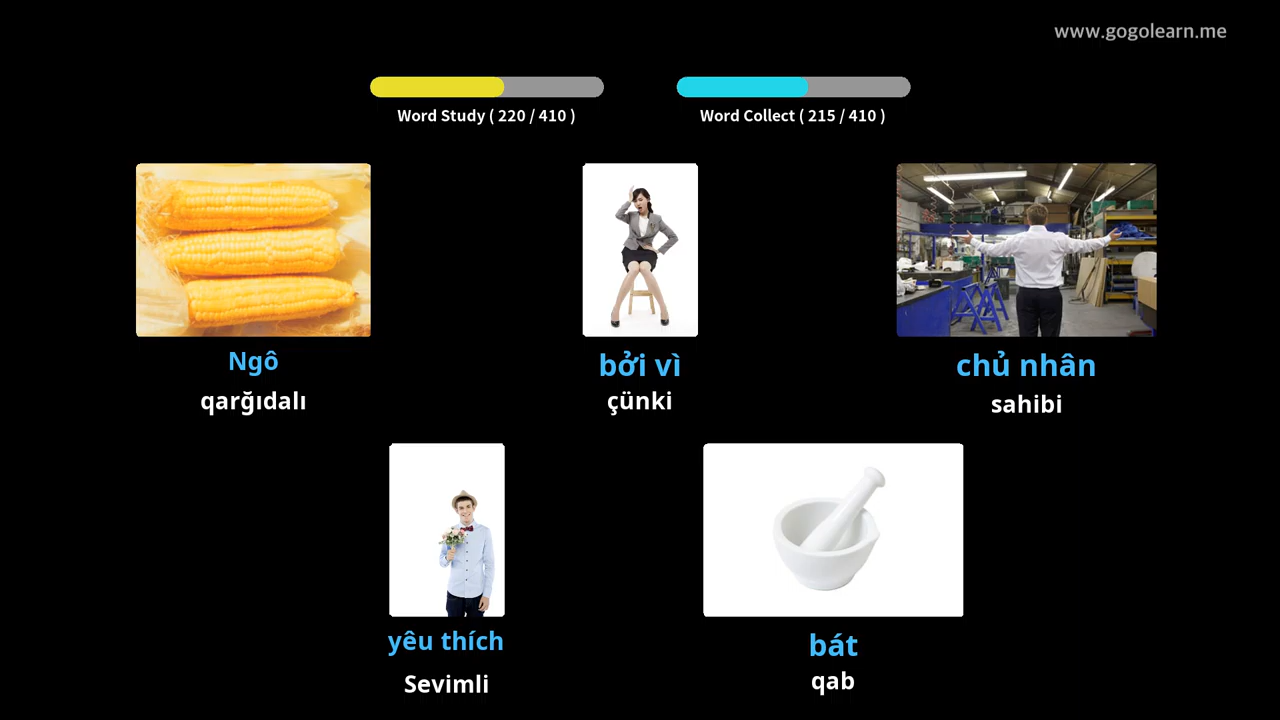 www.gogolearn.me
Word Study ( 220 / 410 )
Word Collect ( 215 / 410 )
Ngô
qarğıdalı
bởi vì
çünki
chủ nhân
sahibi
yêu thích
Sevimli
bát
qab